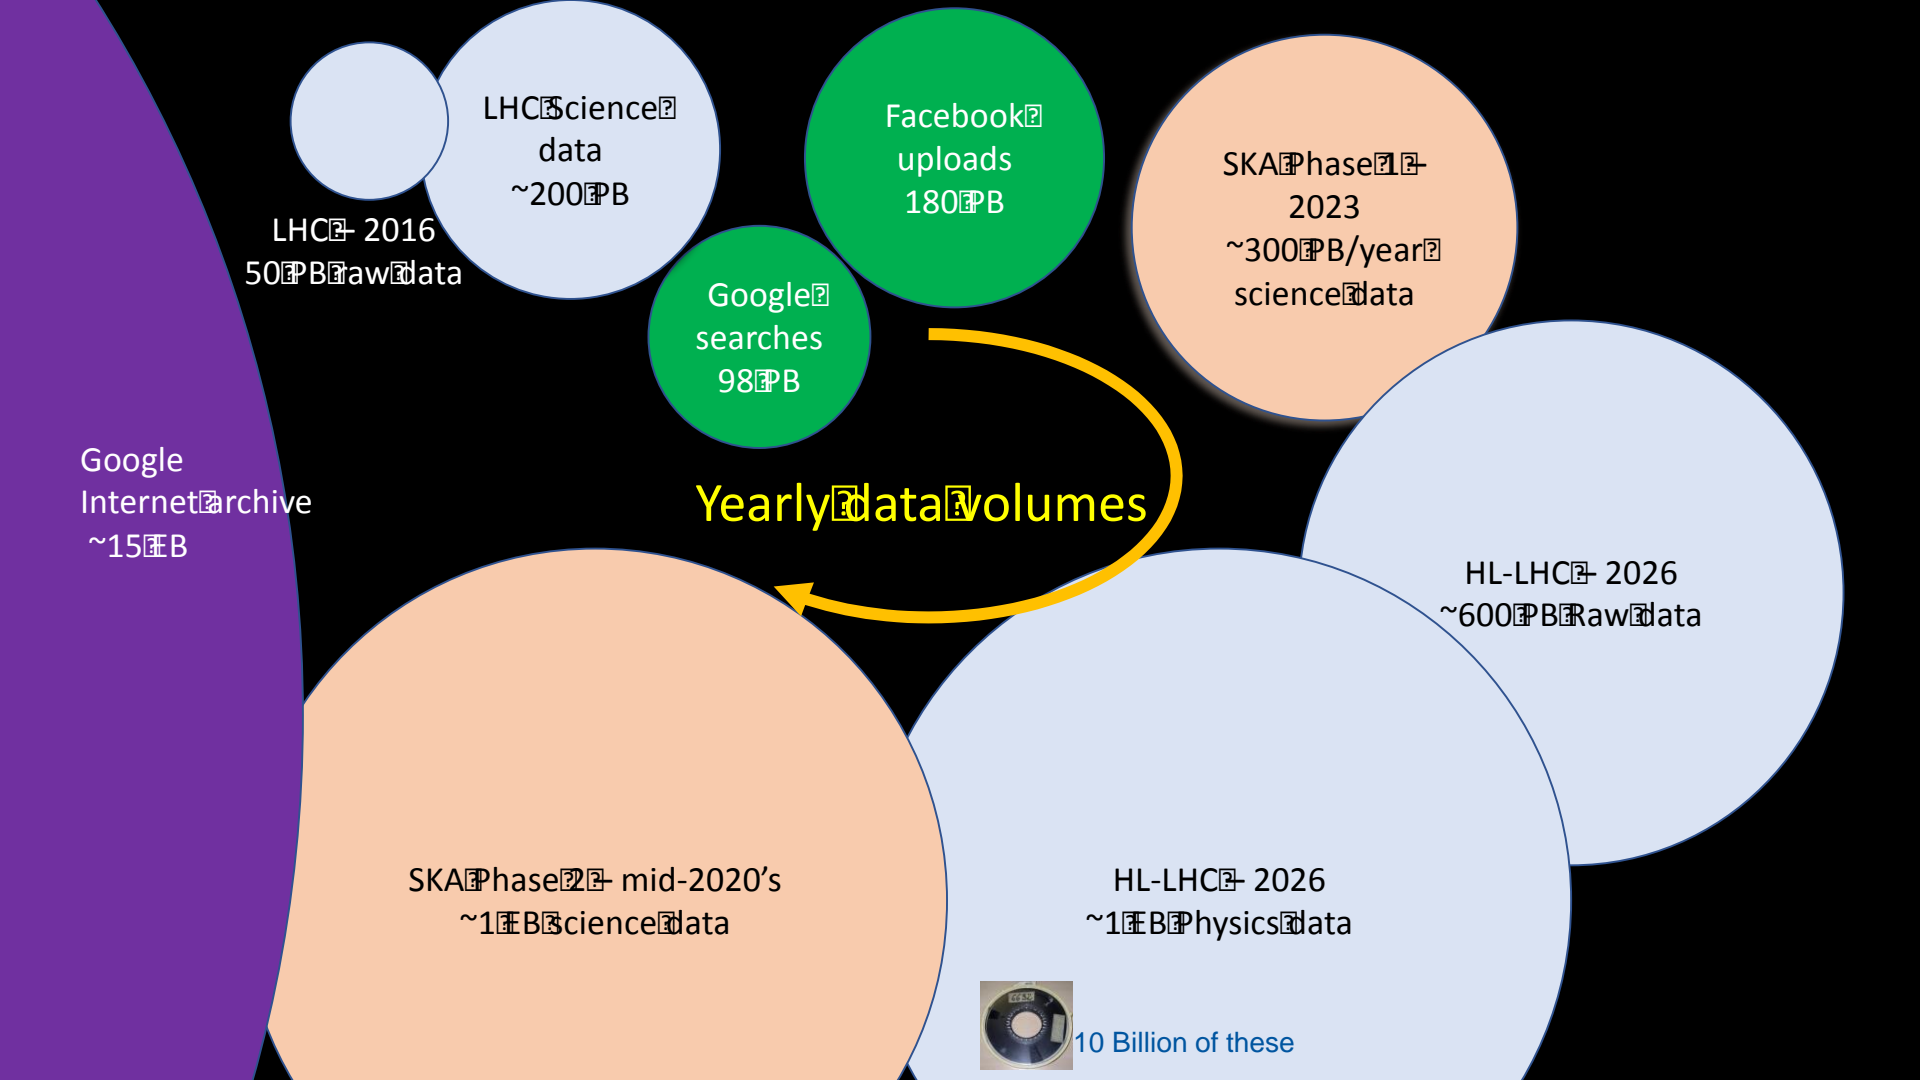 LHC Science
data
~200 PB
Facebook
uploads
180 PB
SKA Phase 1 –
2023
~300 PB/year
science data
LHC – 2016
50 PB raw data
Google
searches
98 PB
Google
Internet archive
~15 EB
Yearly data volumes
HL-LHC – 2026
~600 PB Raw data
SKA Phase 2 – mid-2020’s
~1 EB science data
HL-LHC – 2026
~1 EB Physics data
10 Billion of these